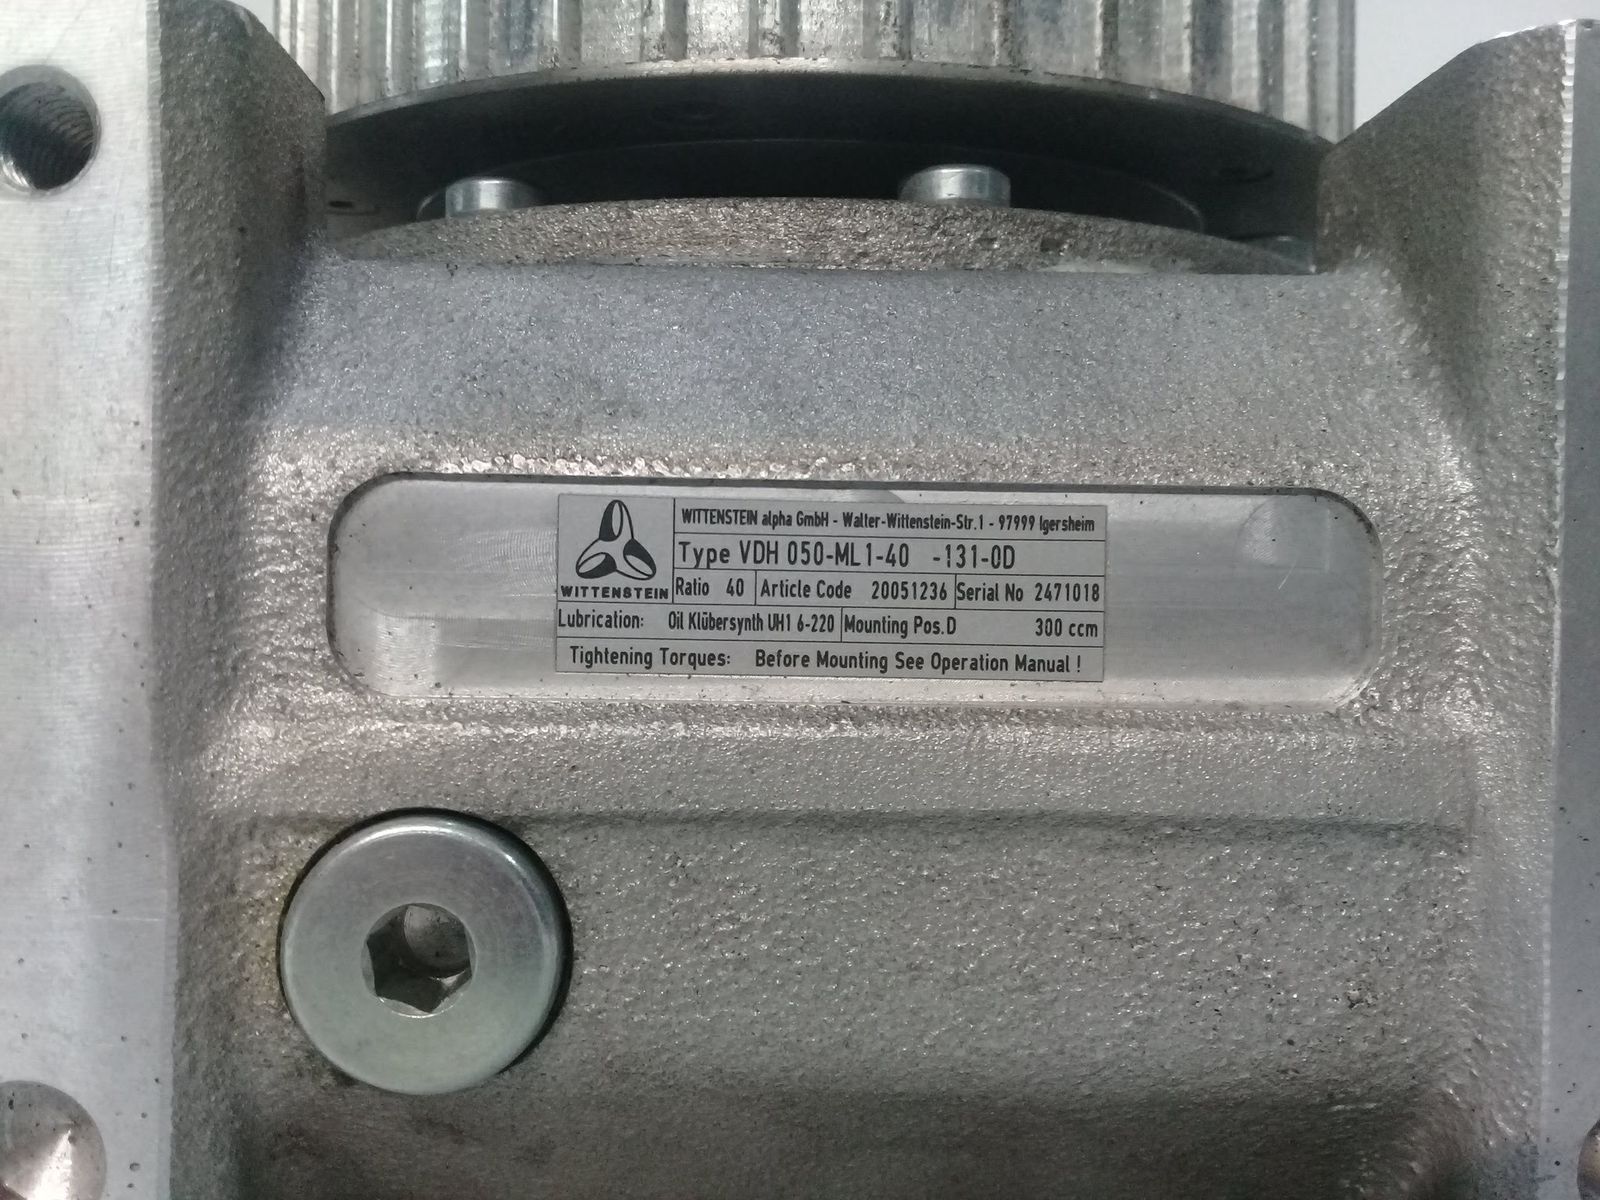 WITTENSTEIN alpha GmbH - Walter-Wittenstein-Str.1 - 97999 Igersheim
Type VDH 050-ML1-40 -131-0D
WITTENSTEIN
Ratio 40 Article Code 20051236 Serial No 2471018
Lubrication: Oil Klübersynth UH1 6-220 Mounting Pos.D 300 ccm
Tightening Torques: Before Mounting See Operation Manual !